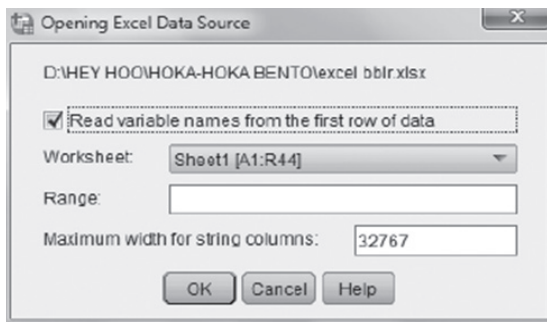 Opening Excel Data Source
D:\HEY HOO\HOKA-HOKA BENTO\excel bblr.xlsx
Read variable names from the first row of data
Worksheet: Sheet1 [A1:R44]
Range:
Maximum width for string columns: 32767
OK Cancel Help